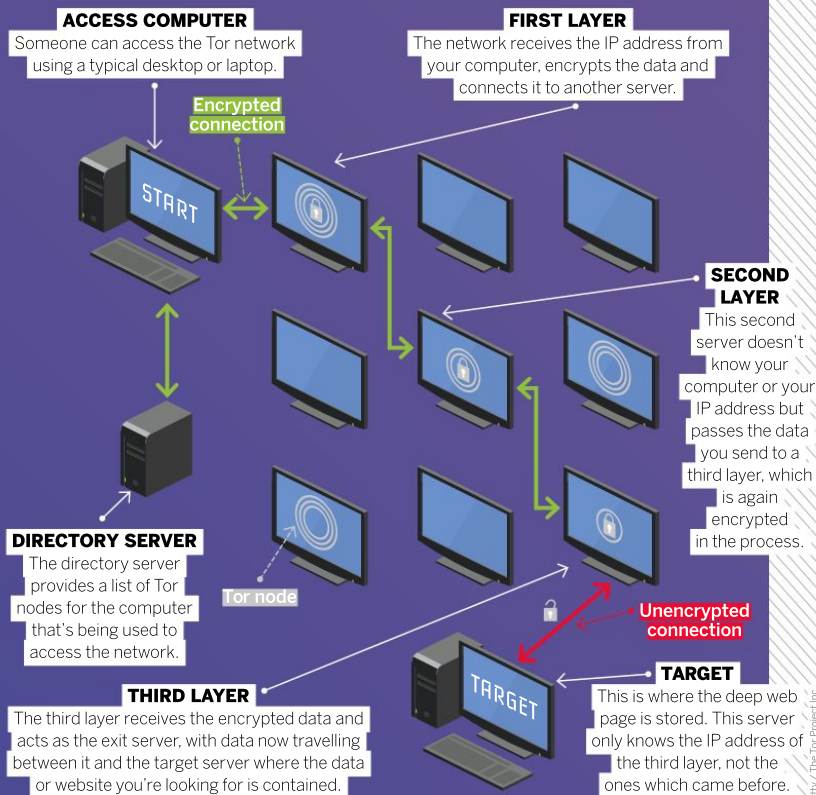 ACCESS COMPUTER
Someone can access the Tor network
using a typical desktop or laptop.
FIRST LAYER
The network receives the IP address from
your computer, encrypts the data and
connects it to another server.
Encrypted
connection
START
SECOND
LAYER
This second
server doesn't
know your
computer or your
IP address but
passes the data
you send to a
third layer, which
is again
encrypted
in the process.
DIRECTORY SERVER
The directory server
provides a list of Tor
nodes for the computer
that's being used to
access the network.
Tor node
Unencrypted
connection
THIRD LAYER
The third layer receives the encrypted data and
acts as the exit server, with data now travelling
between it and the target server where the data
or website you're looking for is contained.
TARGET
TARGET
This is where the deep web
page is stored. This server
only knows the IP address of
the third layer, not the
ones which came before.
/ The Tor Project Inc